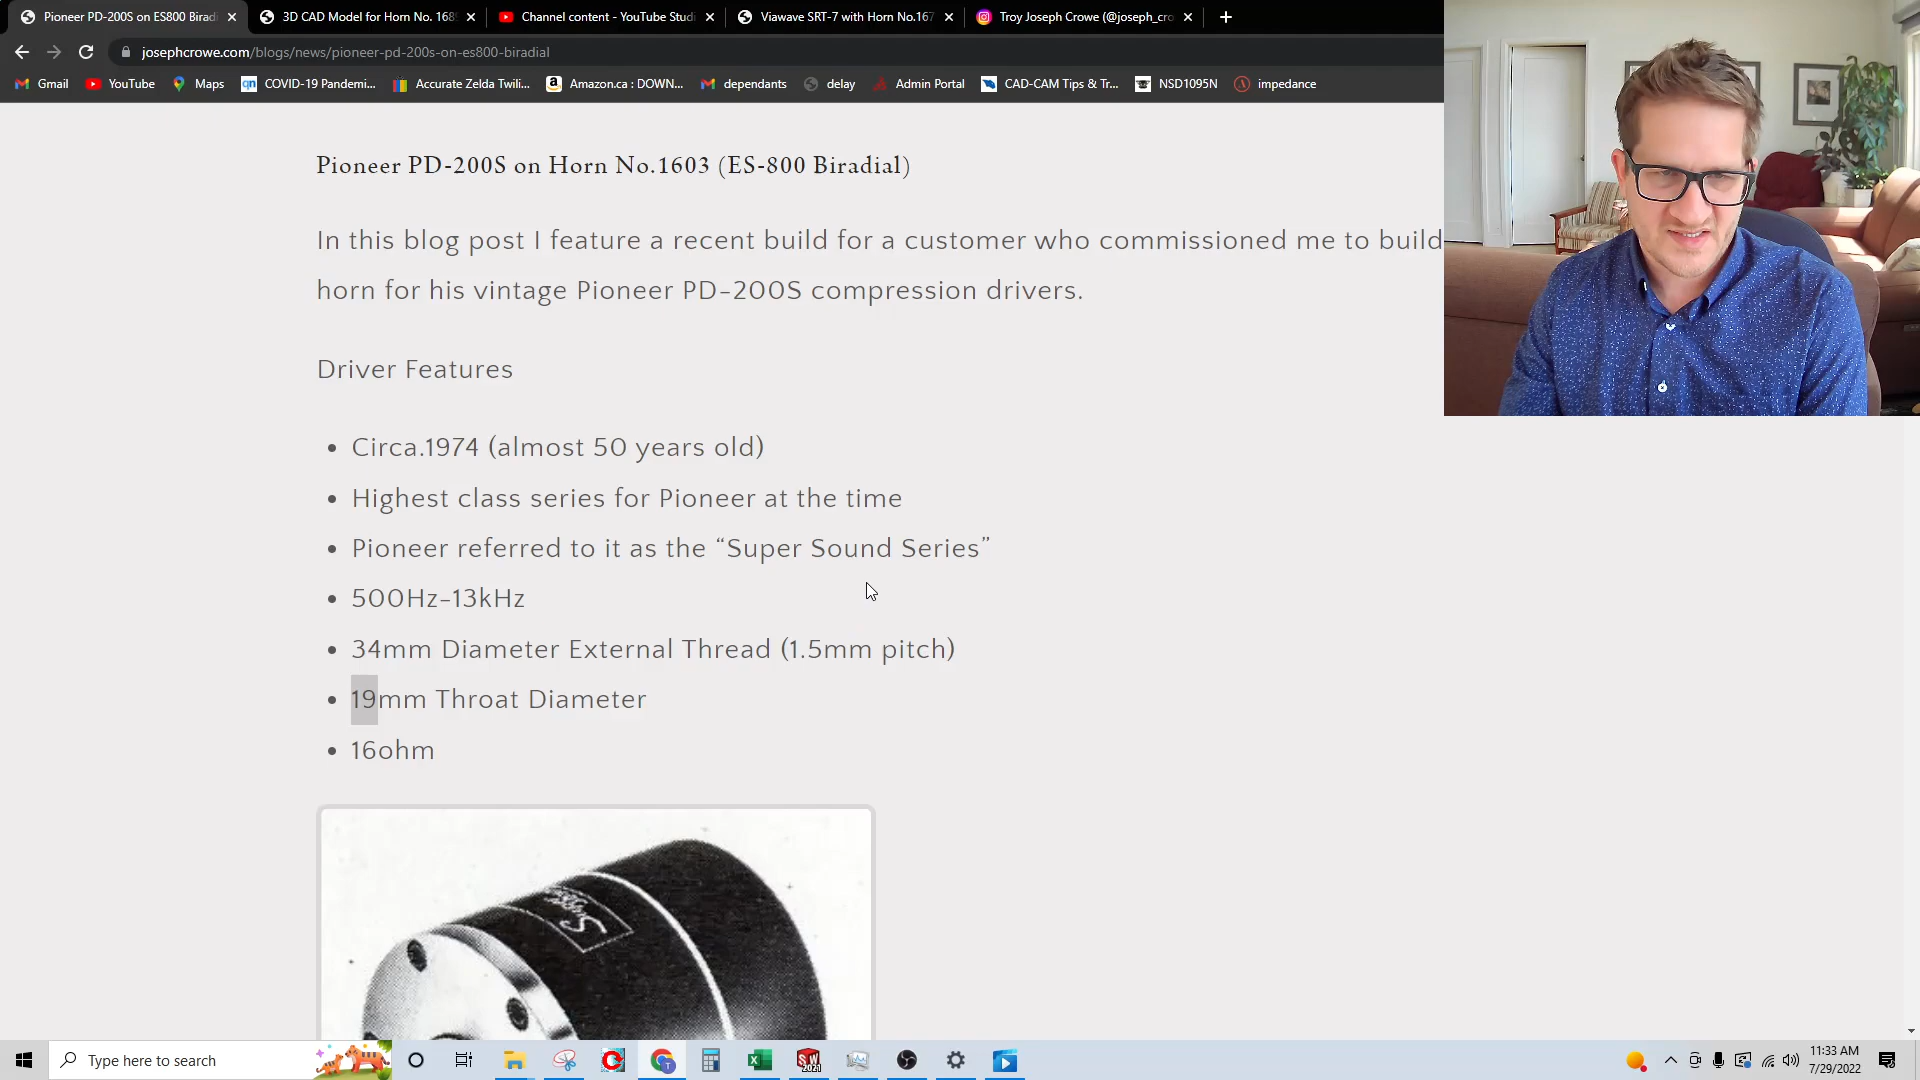 Pioneer PD-200S on ES800 Biradi
3D CAD Model for Horn No. 168
Channel content - YouTube Studi
Viawave SRT-7 with Horn No.167
Troy Joseph Crowe (@joseph_cro
josephcrowe.com/blogs/news/pioneer-pd-200s-on-es800-biradial
Gmail
YouTube
Maps
COVID-19 Pandemi...
Accurate Zelda Twili...
Amazon.ca : DOWN...
dependants
delay
Admin Portal
CAD-CAM Tips & Tr...
NSD1095N
impedance
Pioneer PD-200S on Horn No.1603 (ES-800 Biradial)
In this blog post I feature a recent build for a customer who commissioned me to build
horn for his vintage Pioneer PD-200S compression drivers.
Driver Features
• Circa.1974 (almost 50 years old)
• Highest class series for Pioneer at the time
• Pioneer referred to it as the “Super Sound Series”
• 500Hz-13kHz
• 34mm Diameter External Thread (1.5mm pitch)
• 19mm Throat Diameter
• 16ohm
Type here to search
11:33 AM
7/29/2022